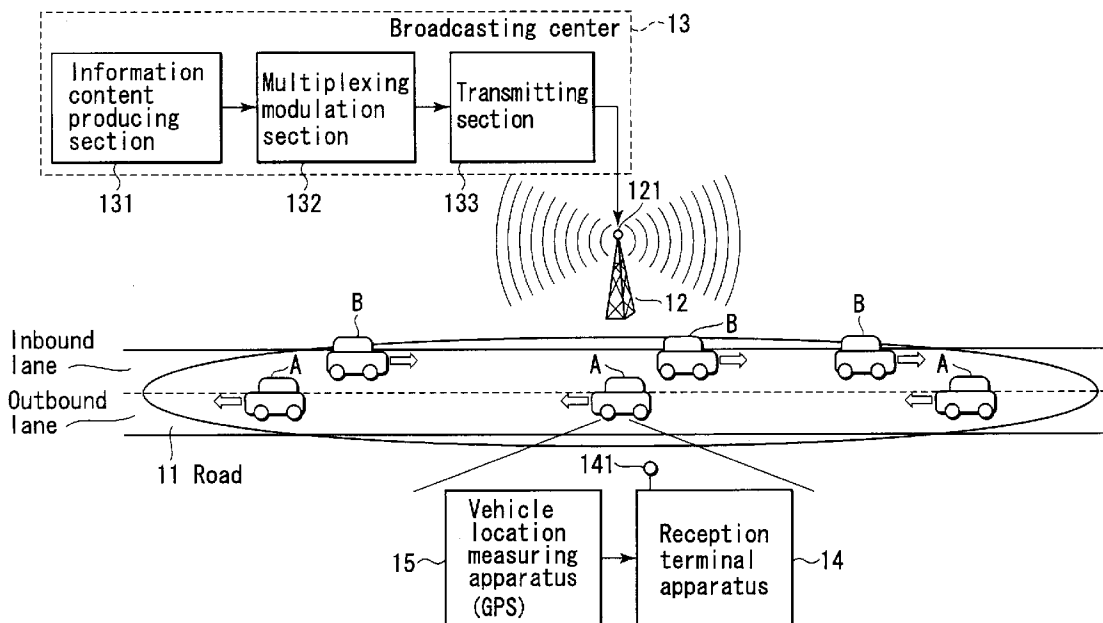 Broadcasting center
13
Information
content
producing
section
Multiplexing
modulation
section
Transmitting
section
131
132
133
121
12
B
B
B
Inbound
lane
A
A
A
Outbound
lane
11 Road
141
Vehicle
location
measuring
apparatus
(GPS)
15
Reception
terminal
apparatus
14